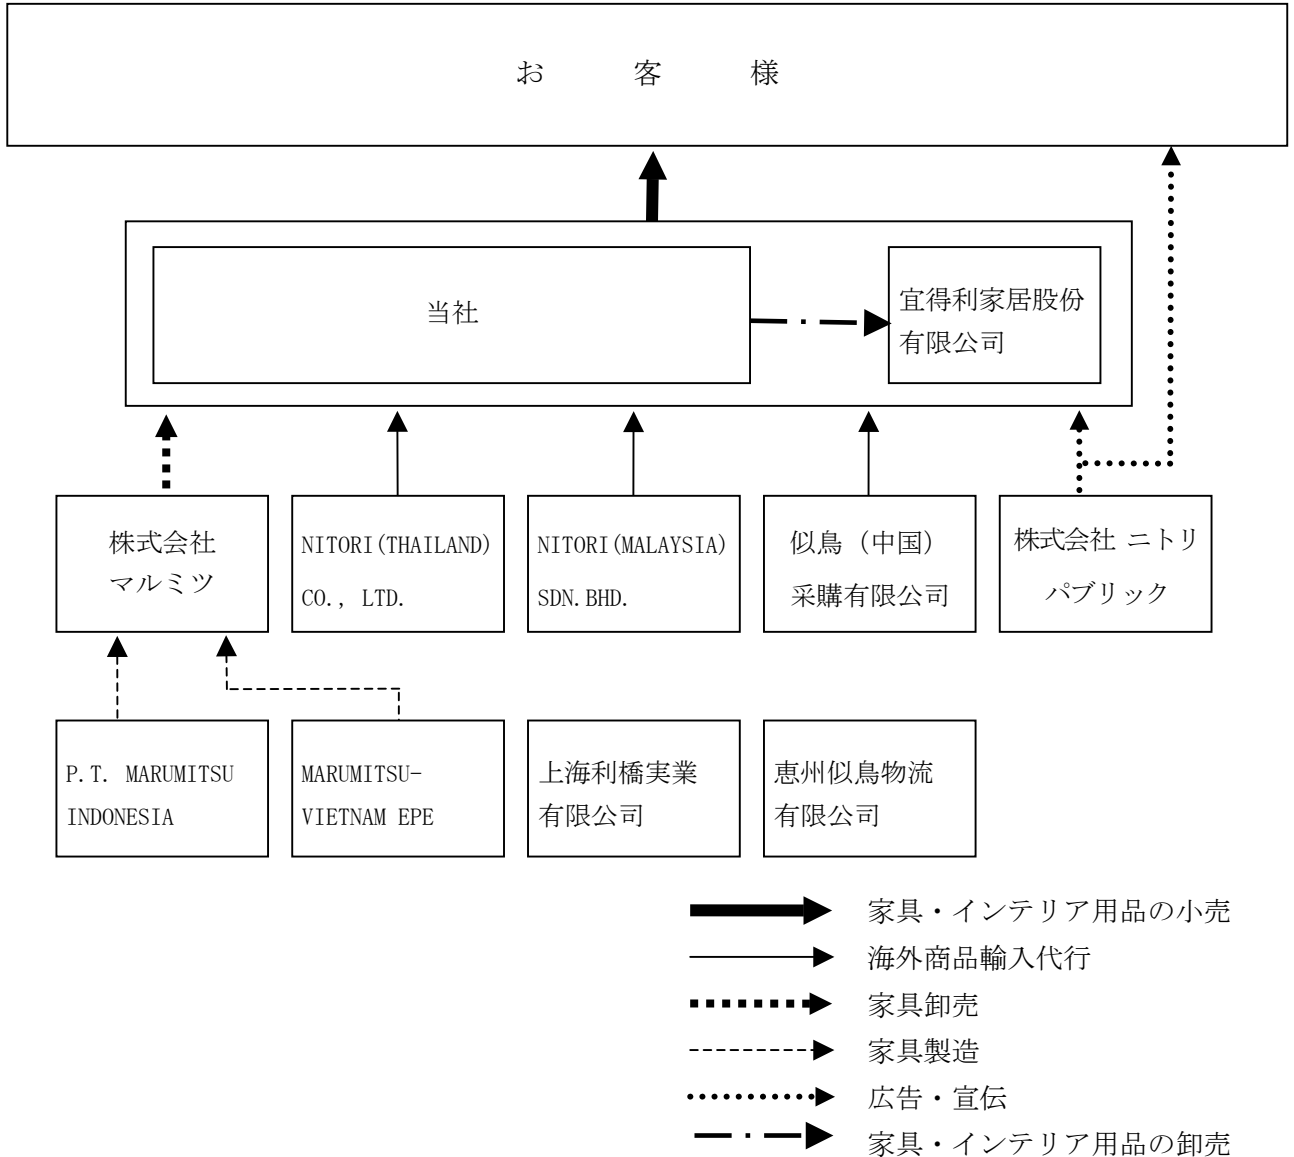 お客様
当社
宜得利家居股份
有限公司
株式会社
マルミツ
NITORI(THAILAND)
CO., LTD.
NITORI(MALAYSIA)
SDN.BHD.
似鳥（中国）
采購有限公司
株式会社 ニトリ
パブリック
P.T. MARUMITSU
INDONESIA
MARUMITSU-
VIETNAM EPE
上海利橋実業
有限公司
恵州似鳥物流
有限公司
家具・インテリア用品の小売
海外商品輸入代行
家具卸売
家具製造
広告・宣伝
家具・インテリア用品の卸売